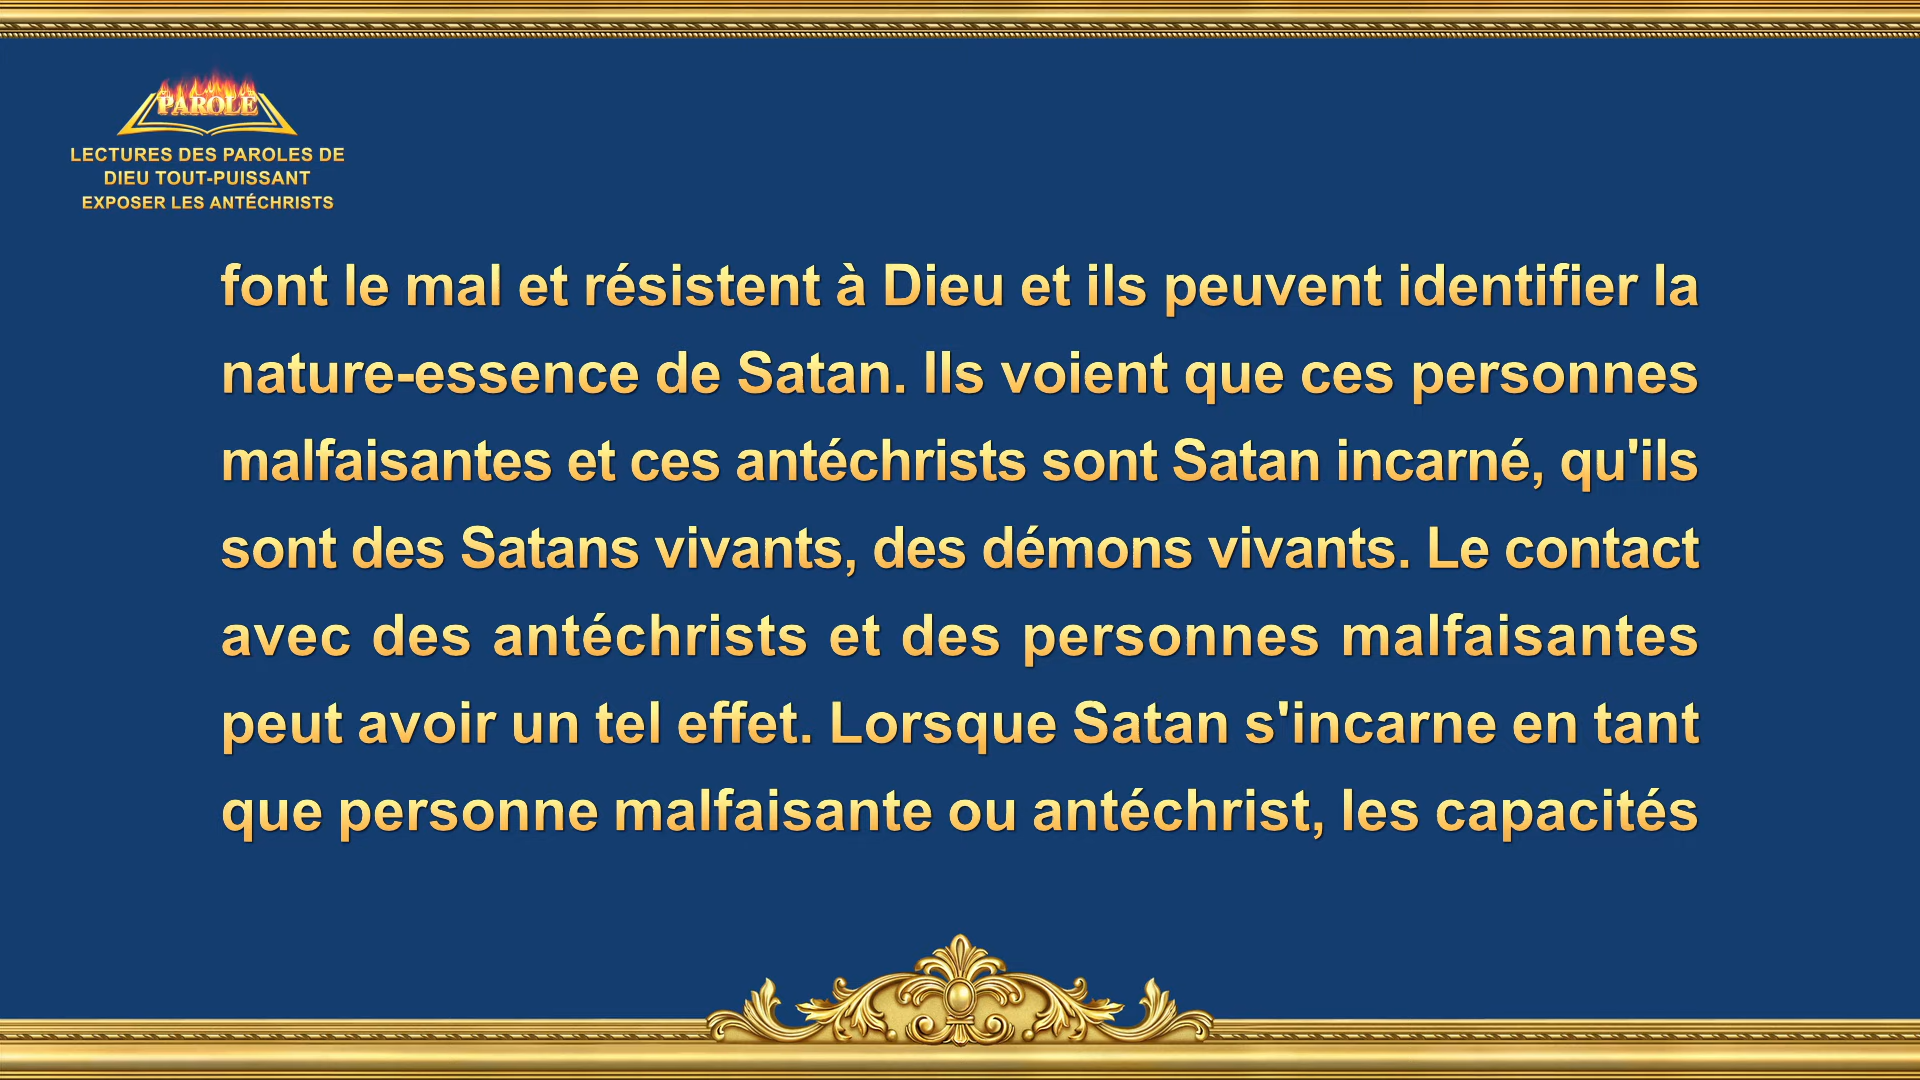 PAROLE
LECTURES DES PAROLES DE
DIEU TOUT-PUISSANT
EXPOSER LES ANTÉCHRISTS
font le mal et résistent à Dieu et ils peuvent identifier la
nature-essence de Satan. Ils voient que ces personnes
malfaisantes et ces antéchrists sont Satan incarné, qu'ils
sont des Satans vivants, des démons vivants. Le contact
avec des antéchrists et des personnes malfaisantes
peut avoir un tel effet. Lorsque Satan s'incarne en tant
que personne malfaisante ou antéchrist, les capacités